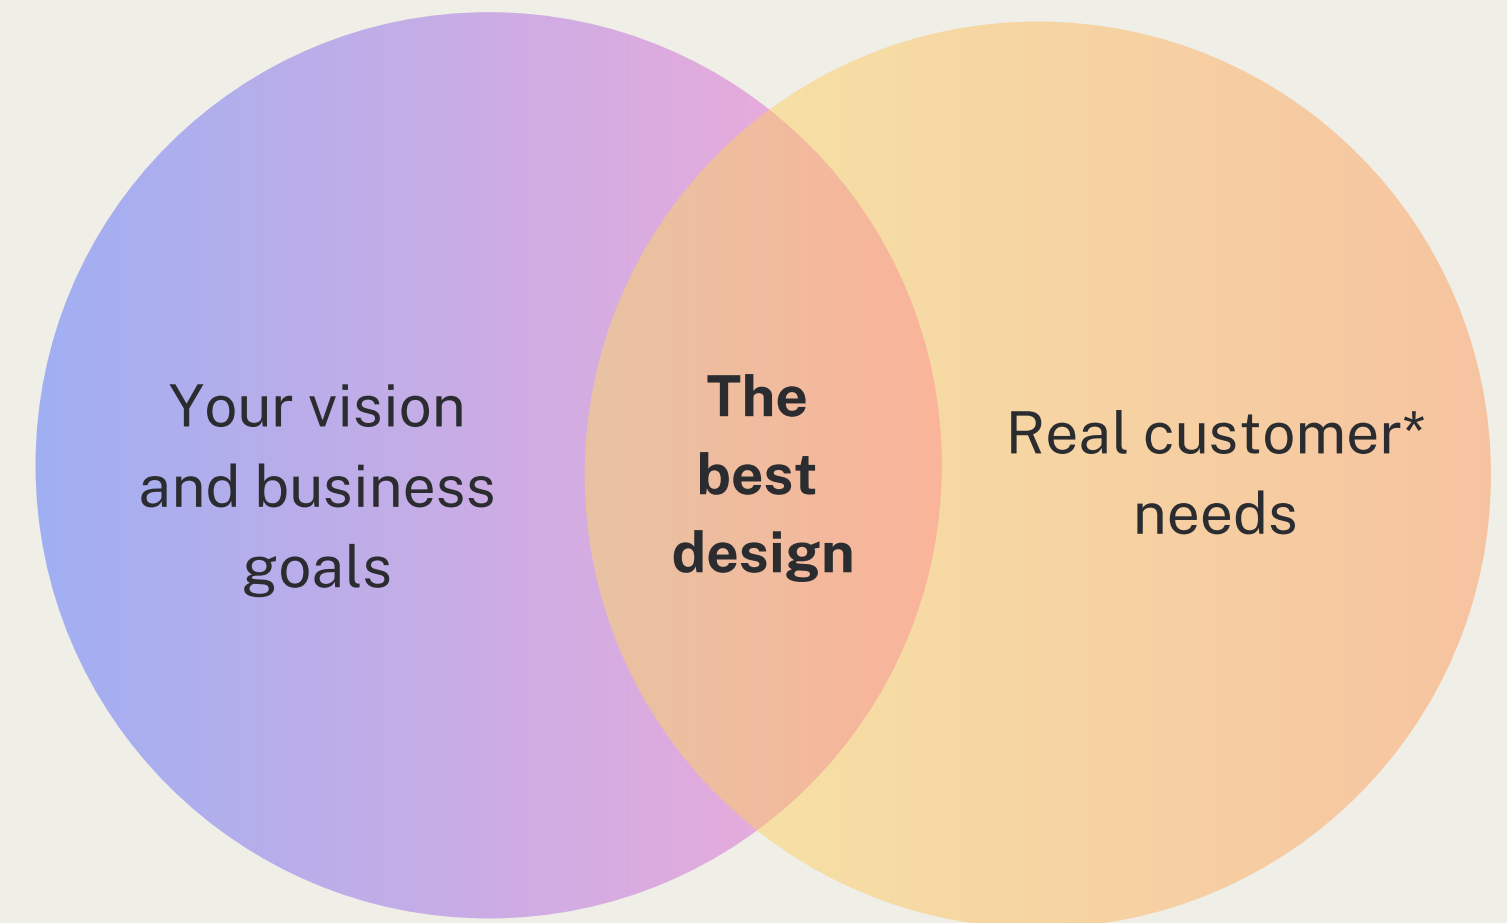 Your vision
and business
goals
The
best
design
Real customer*
needs